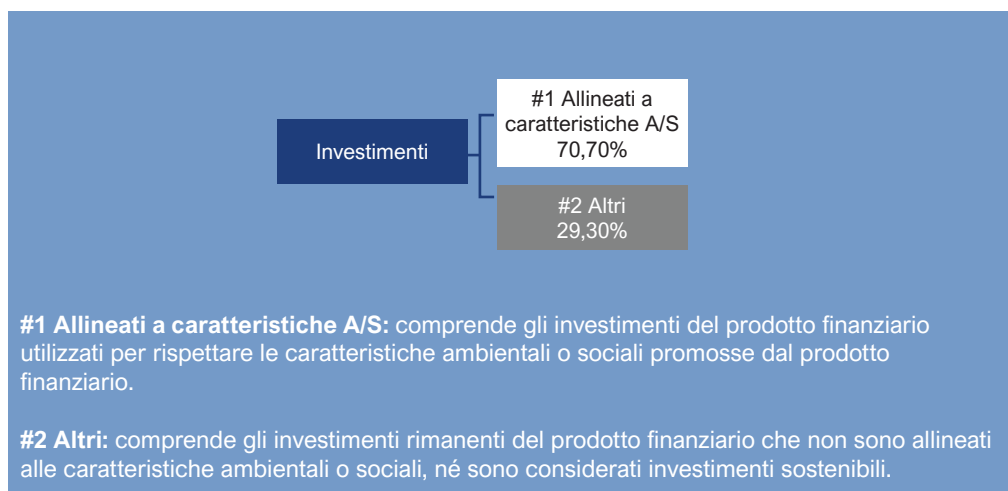 #1 Allineati a
caratteristiche A/S
70,70%
Investimenti
#2 Altri
29,30%
#1 Allineati a caratteristiche A/S: comprende gli investimenti del prodotto finanziario
utilizzati per rispettare le caratteristiche ambientali o sociali promosse dal prodotto
finanziario.
#2 Altri: comprende gli investimenti rimanenti del prodotto finanziario che non sono allineati
alle caratteristiche ambientali o sociali, né sono considerati investimenti sostenibili.